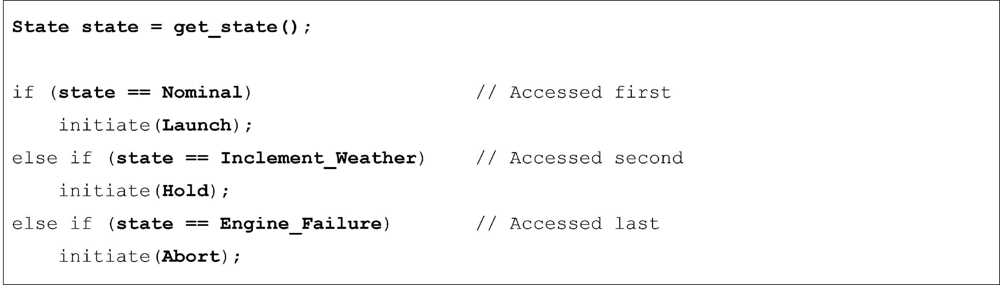 State state = get_state();
if (state == Nominal) // Accessed first
initiate(Launch);
else if (state == Inclement_Weather) // Accessed second
initiate(Hold);
else if (state == Engine_Failure) // Accessed last
initiate(Abort);